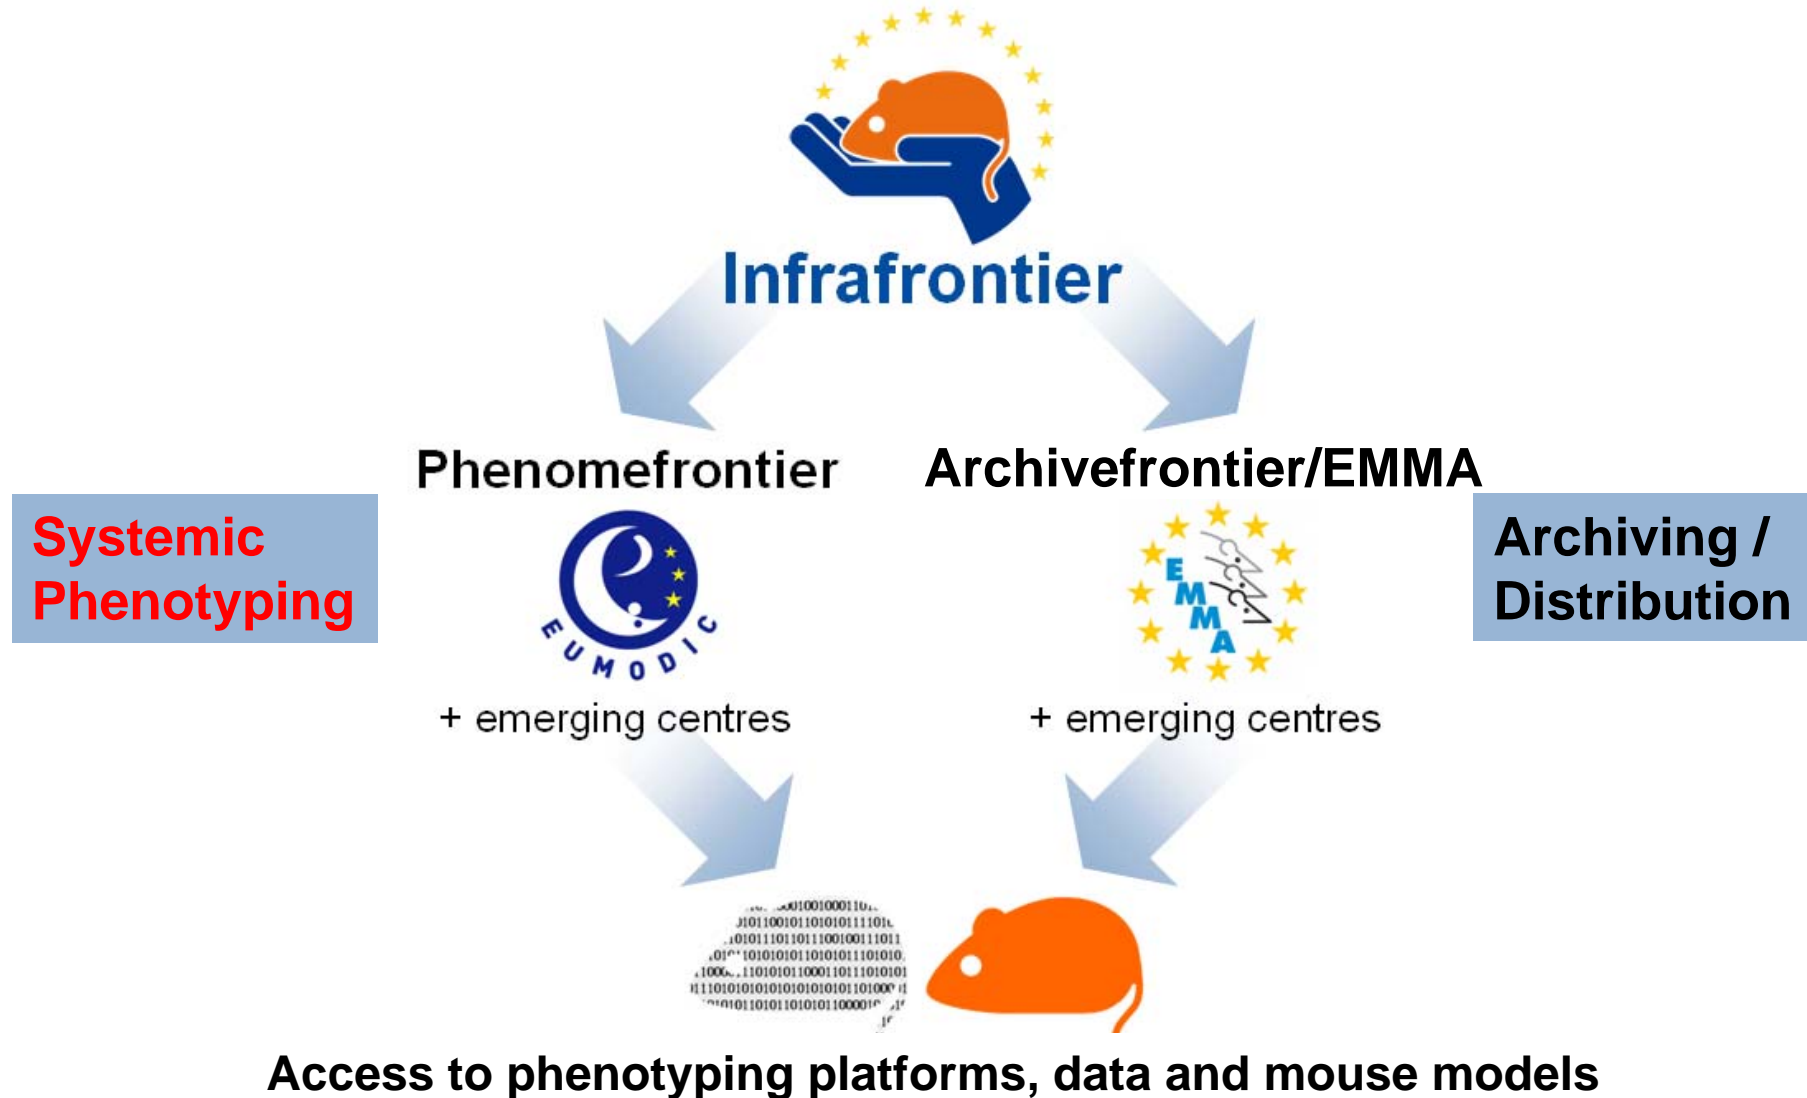 Infrafrontier
Phenomefrontier
Archivefrontier/EMMA
Systemic
Phenotyping
EUMODIC
EMMA
Archiving /
Distribution
+ emerging centres
+ emerging centres
Access to phenotyping platforms, data and mouse models